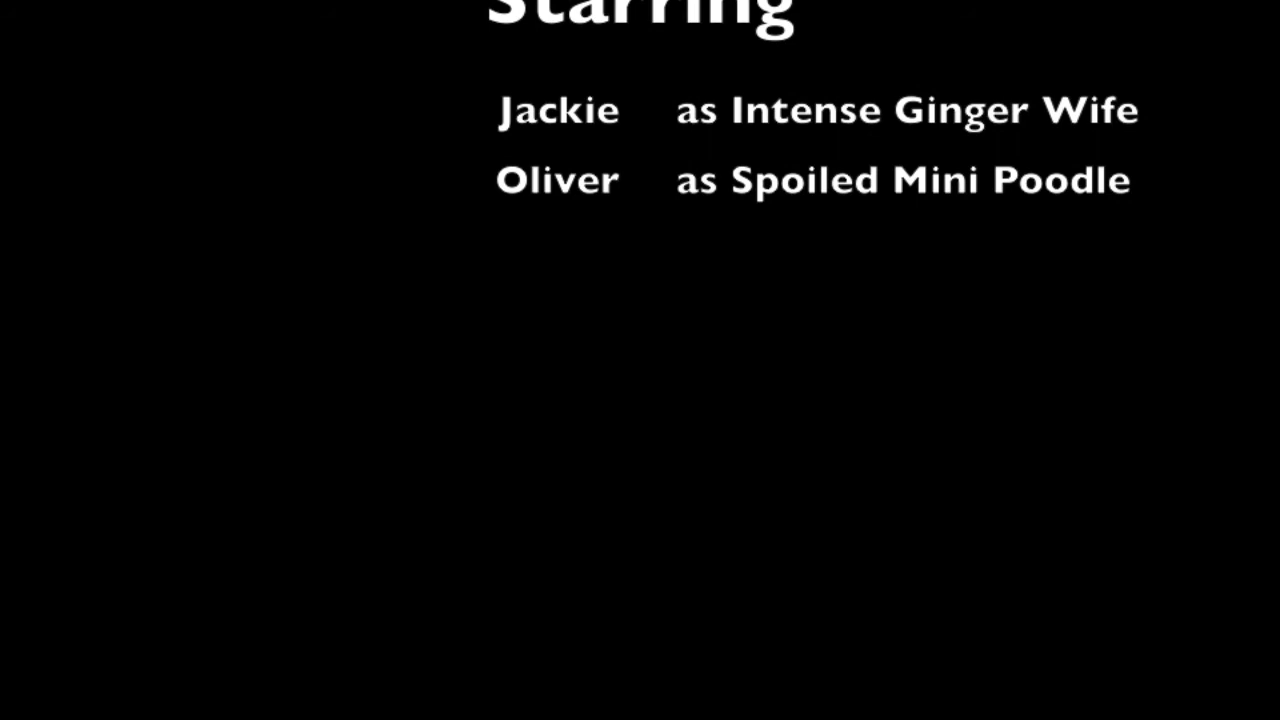 Starring
Jackie as Intense Ginger Wife
Oliver as Spoiled Mini Poodle